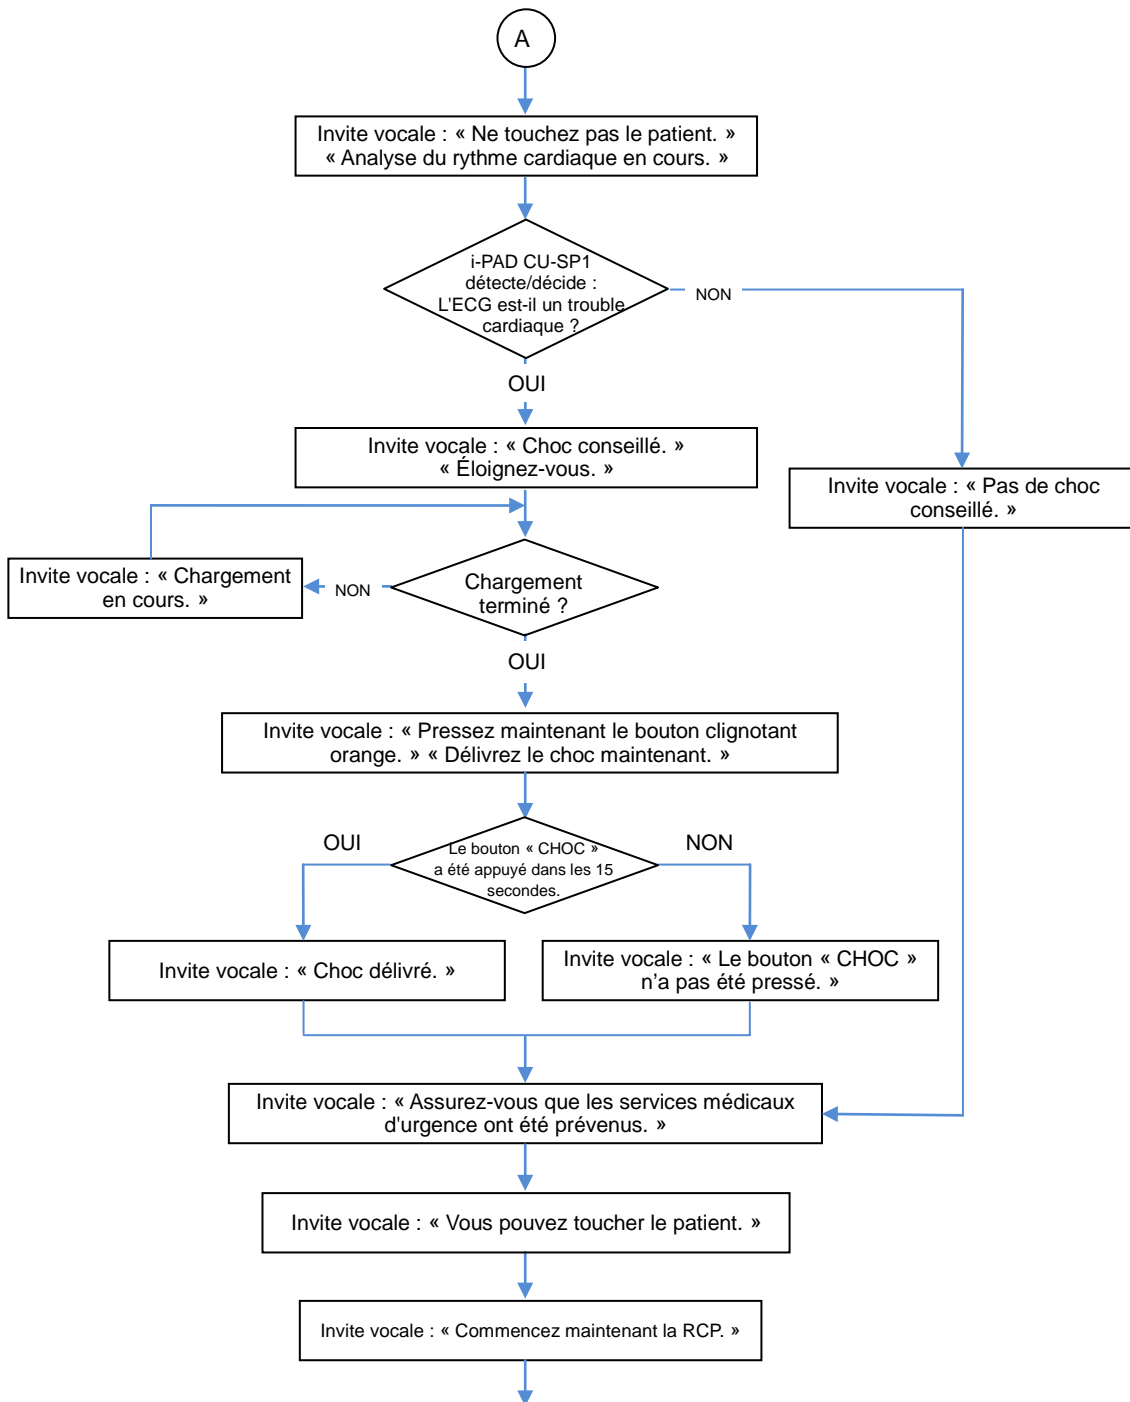 A
Invite vocale : « Ne touchez pas le patient. »
« Analyse du rythme cardiaque en cours. »
i-PAD CU-SP1
détecte/décide :
L'ECG est-il un trouble
cardiaque ?
NON
OUI
Invite vocale : « Choc conseillé. »
« Éloignez-vous. »
Invite vocale : « Pas de choc
conseillé. »
Invite vocale : « Chargement
en cours. »
NON
Chargement
terminé ?
OUI
Invite vocale : « Pressez maintenant le bouton clignotant
orange. » « Délivrez le choc maintenant. »
OUI
Le bouton « CHOC »
a été appuyé dans les 15
secondes.
NON
Invite vocale : « Choc délivré. »
Invite vocale : « Le bouton « CHOC »
n’a pas été pressé. »
Invite vocale : « Assurez-vous que les services médicaux
d'urgence ont été prévenus. »
Invite vocale : « Vous pouvez toucher le patient. »
Invite vocale : « Commencez maintenant la RCP. »